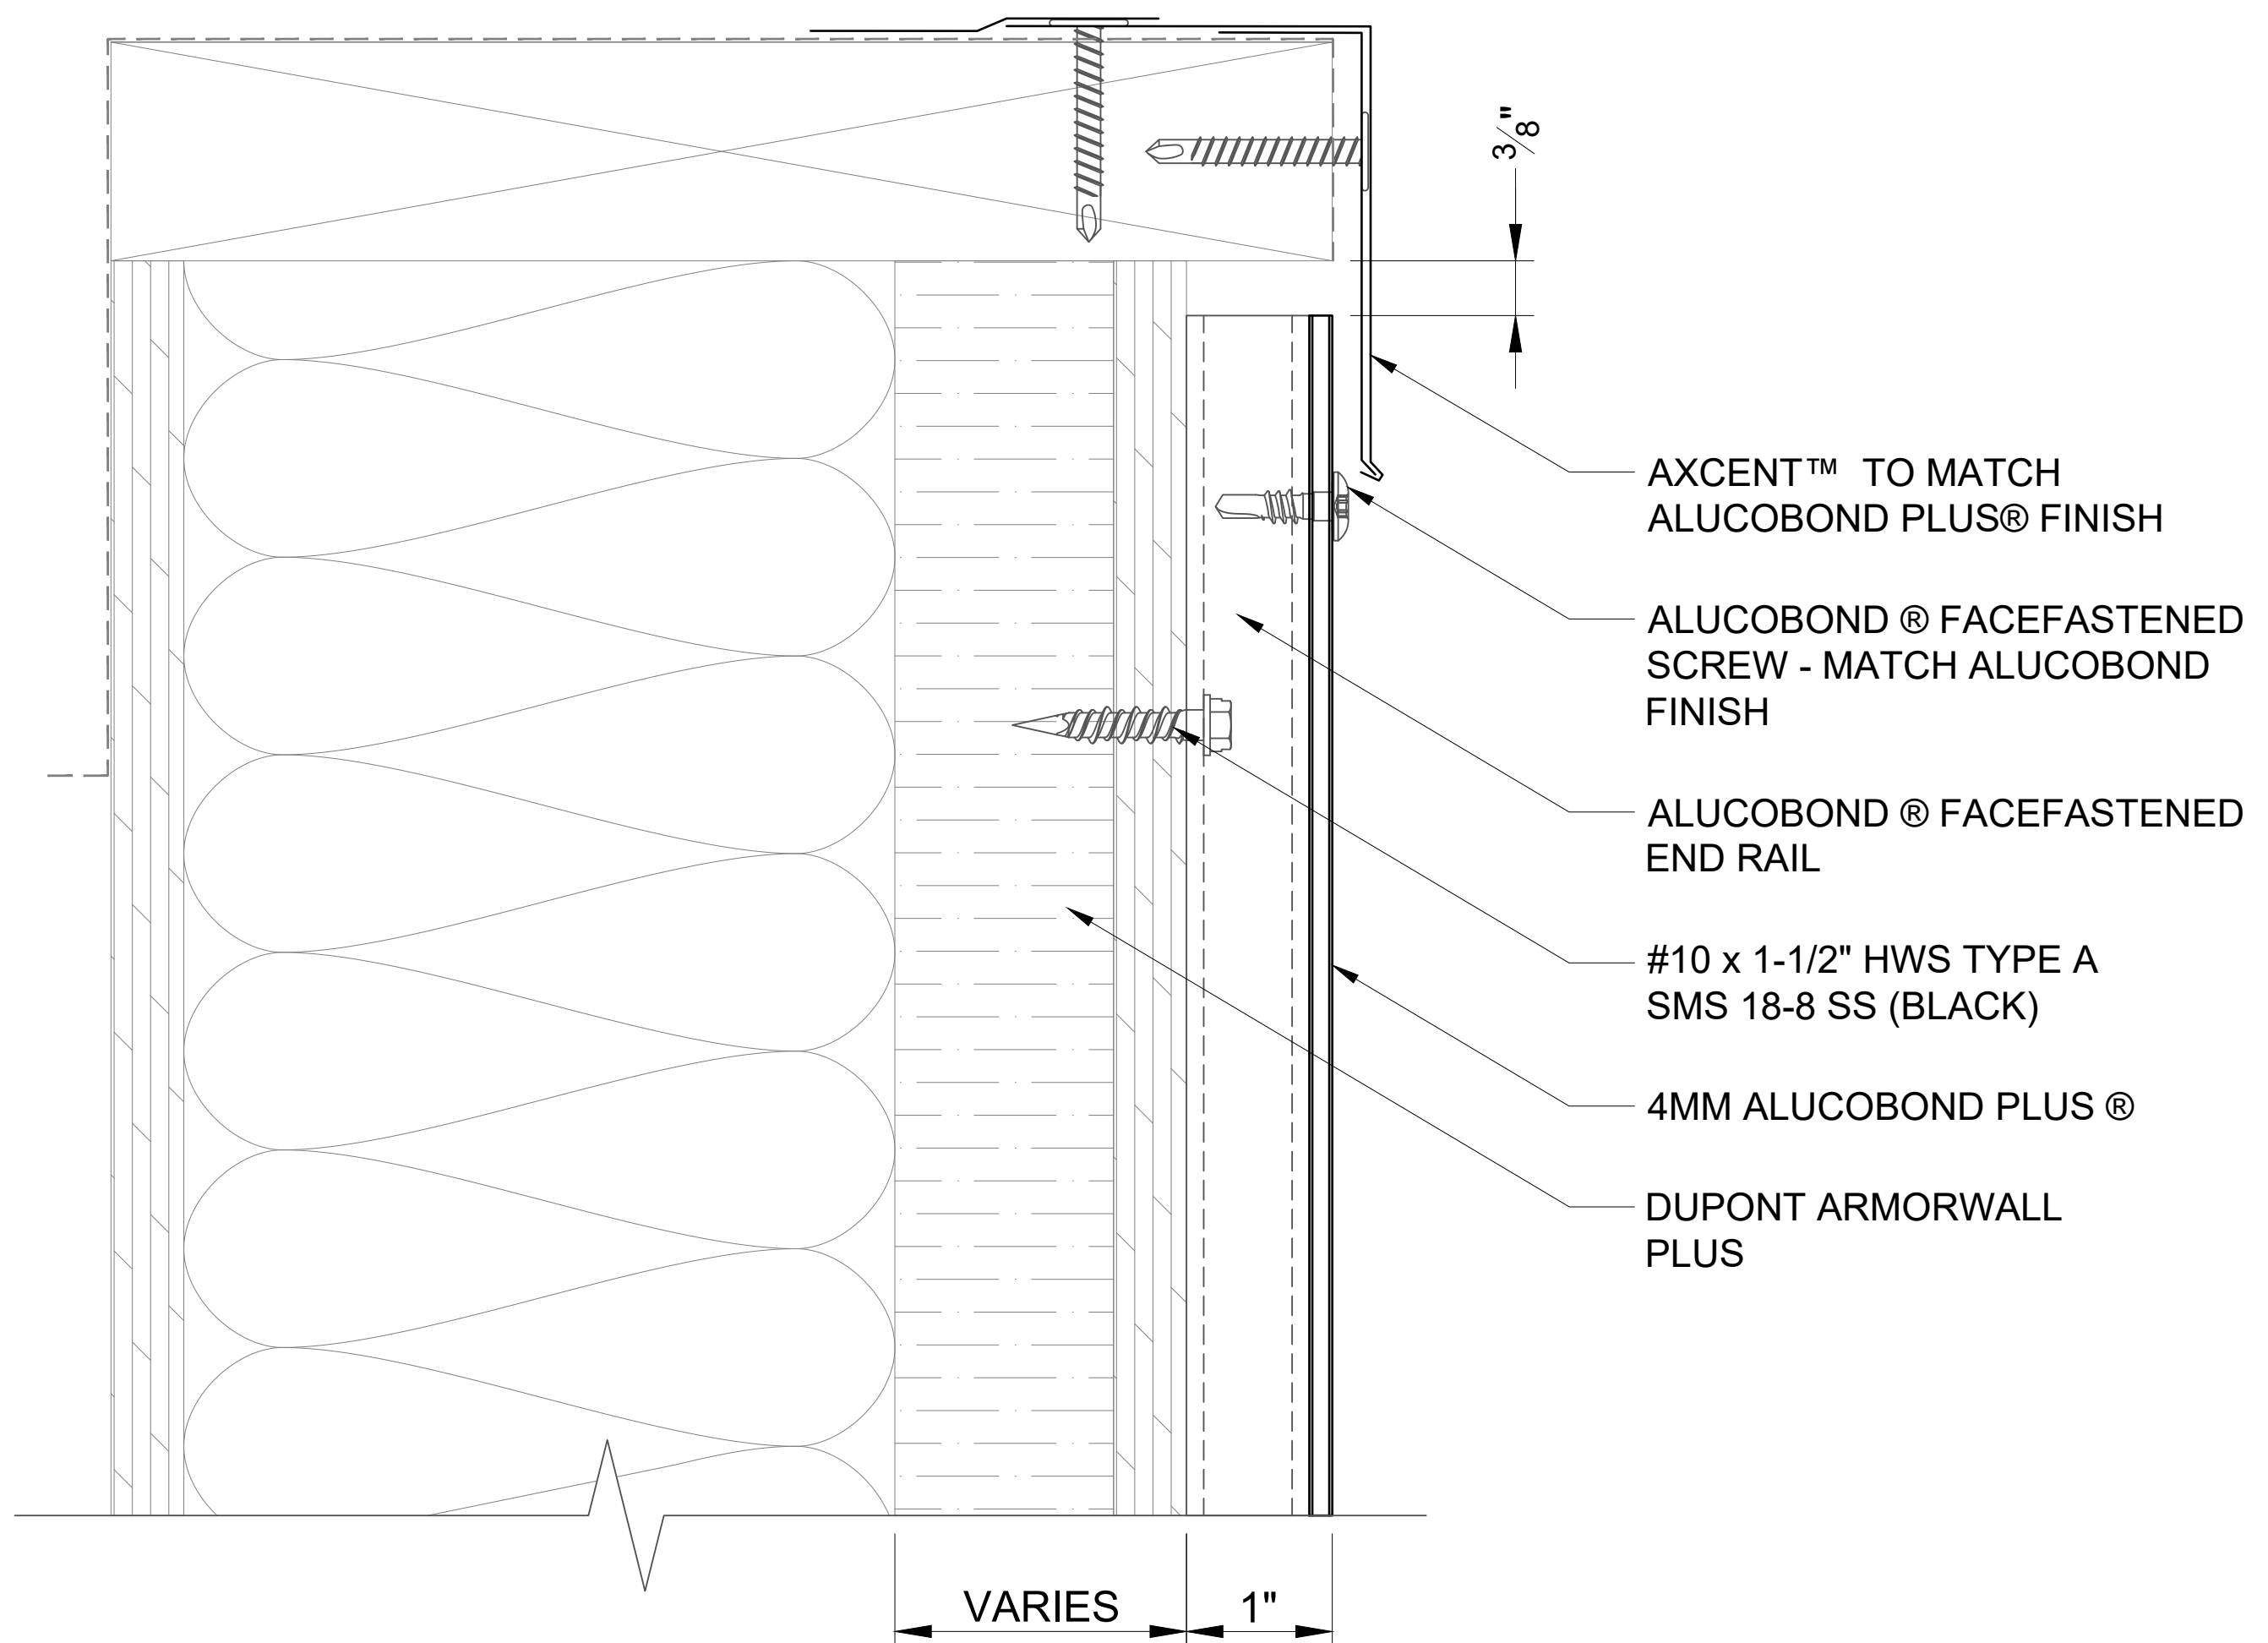 3/8"
AXCENT™ TO MATCH
ALUCOBOND PLUS® FINISH
ALUCOBOND ® FACEFASTENED
SCREW - MATCH ALUCOBOND
FINISH
ALUCOBOND ® FACEFASTENED
END RAIL
#10 x 1-1/2" HWS TYPE A
SMS 18-8 SS (BLACK)
4MM ALUCOBOND PLUS ®
DUPONT ARMORWALL
PLUS
VARIES
1"